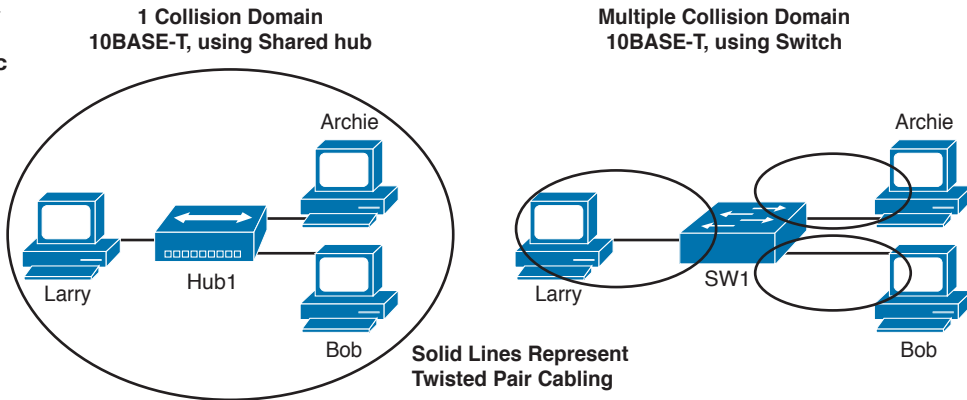 1 Collision Domain
10BASE-T, using Shared hub
c
Archie
Larry
Hub1
Bob
Multiple Collision Domain
10BASE-T, using Switch
Archie
Larry
SW1
Bob
Solid Lines Represent
Twisted Pair Cabling